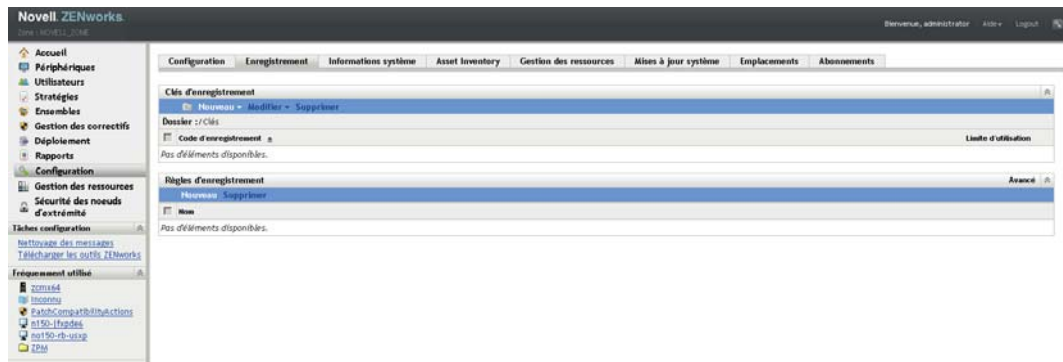 Novell. ZENworks.
Zone : NOVELL_ZONE
Bienvenue, administrator Aide Logout
Accueil
Périphériques
Utilisateurs
Stratégies
Ensembles
Gestion des correctifs
Déploiement
Rapports
Configuration
Gestion des ressources
Sécurité des noeuds
d'extrémité
Tâches configuration
Nettoyage des messages
Télécharger les outils ZENworks
Fréquemment utilisé
zcmx64
Inconnu
PatchCompatibilityActions
no150-rb-usxp
ZPM
Configuration Enregistrement Informations système Asset Inventory Gestion des ressources Mises à jour système Emplacements Abonnements
Clés d'enregistrement
Nouveau Modifier Supprimer
Dossier :/ Clés
Code d'enregistrement Limite d'utilisation
Pas d'éléments disponibles.
Règles d'enregistrement Avancé
Nouveau Supprimer
Nom
Pas d'éléments disponibles.